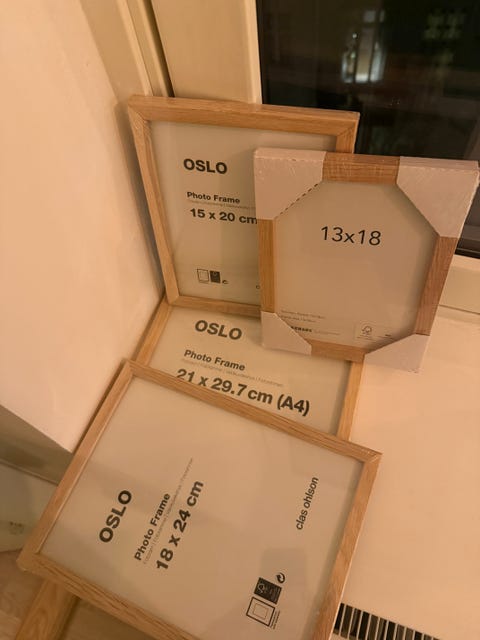 OSLO
Photo Frame
15 x 20 cm
13x18
OSLO
Photo Frame
21 x 29.7 cm (A4)
OSLO
Photo Frame
18 x 24 cm
clas ohlson